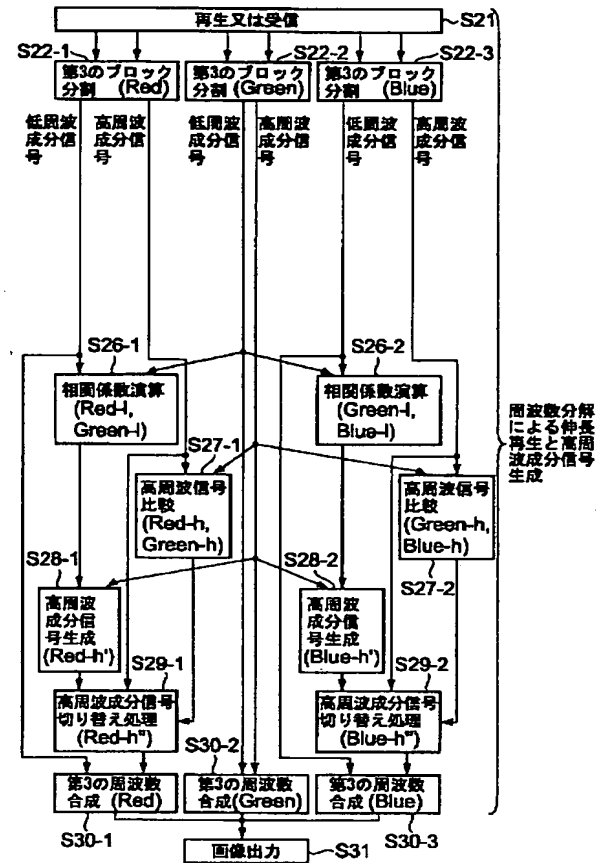 再生又は受信
S21
S22-1
S22-2
S22-3
第3のブロック
分割 (Red)
第3のブロック
分割(Green)
第3のブロック
分割 (Blue)
低周波
成分信
号
高周波
成分信
号
低周波
成分信
号
高周波
成分信
号
低周波
成分信
号
高周波
成分信
号
S26-1
S26-2
相関係数演算
(Red-l,
Green-l)
相関係数演算
(Green-l,
Blue-l)
周波数分解
による伸長
再生と高周
波成分信号
生成
S27-1
高周波信号
比較
(Red-h,
Green-h)
高周波信号
比較
(Green-h,
Blue-h)
S27-2
S28-1
S28-2
高周波
成分信
号生成
(Red-h')
高周波
成分信
号生成
(Blue-h')
S29-1
S29-2
高周波成分信号
切り替え処理
(Red-h")
高周波成分信号
切り替え処理
(Blue-h")
S30-2
第3の周波数
合成 (Red)
第3の周波数
合成(Green)
第3の周波数
合成 (Blue)
S30-1
S30-3
画像出力
S31